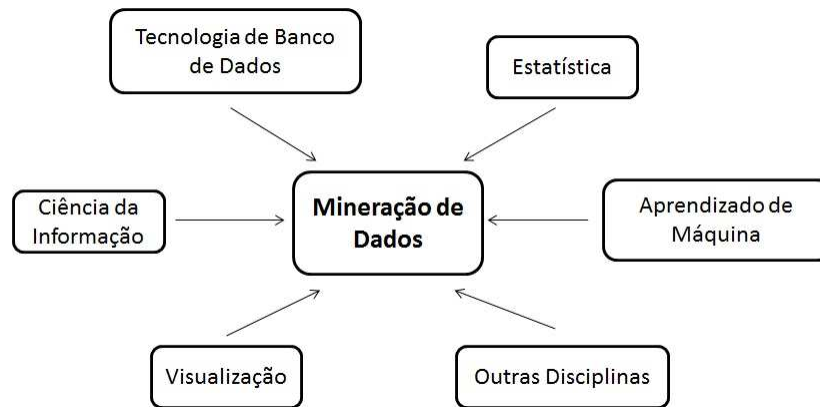 Tecnologia de Banco
de Dados
Estatística
Ciência da
Informação
Mineração de
Dados
Aprendizado de
Máquina
Visualização
Outras Disciplinas